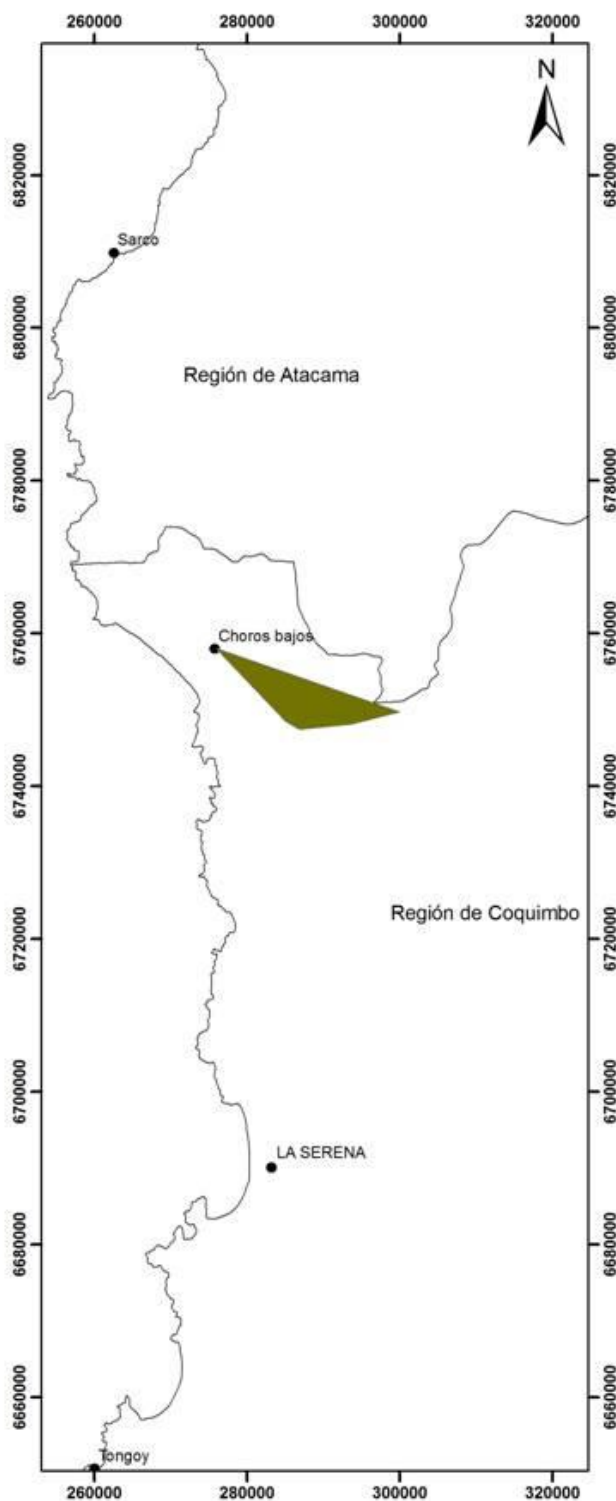 260000 280000 300000 320000
N
6820000 6820000
Sarco
6800000 6800000
Región de Atacama
6780000 6780000
6760000 6760000
Choros bajos
6740000 6740000
Región de Coquimbo
6720000 6720000
6700000 6700000
LA SERENA
6680000 6680000
6660000 6660000
Tongoy
260000 280000 300000 320000